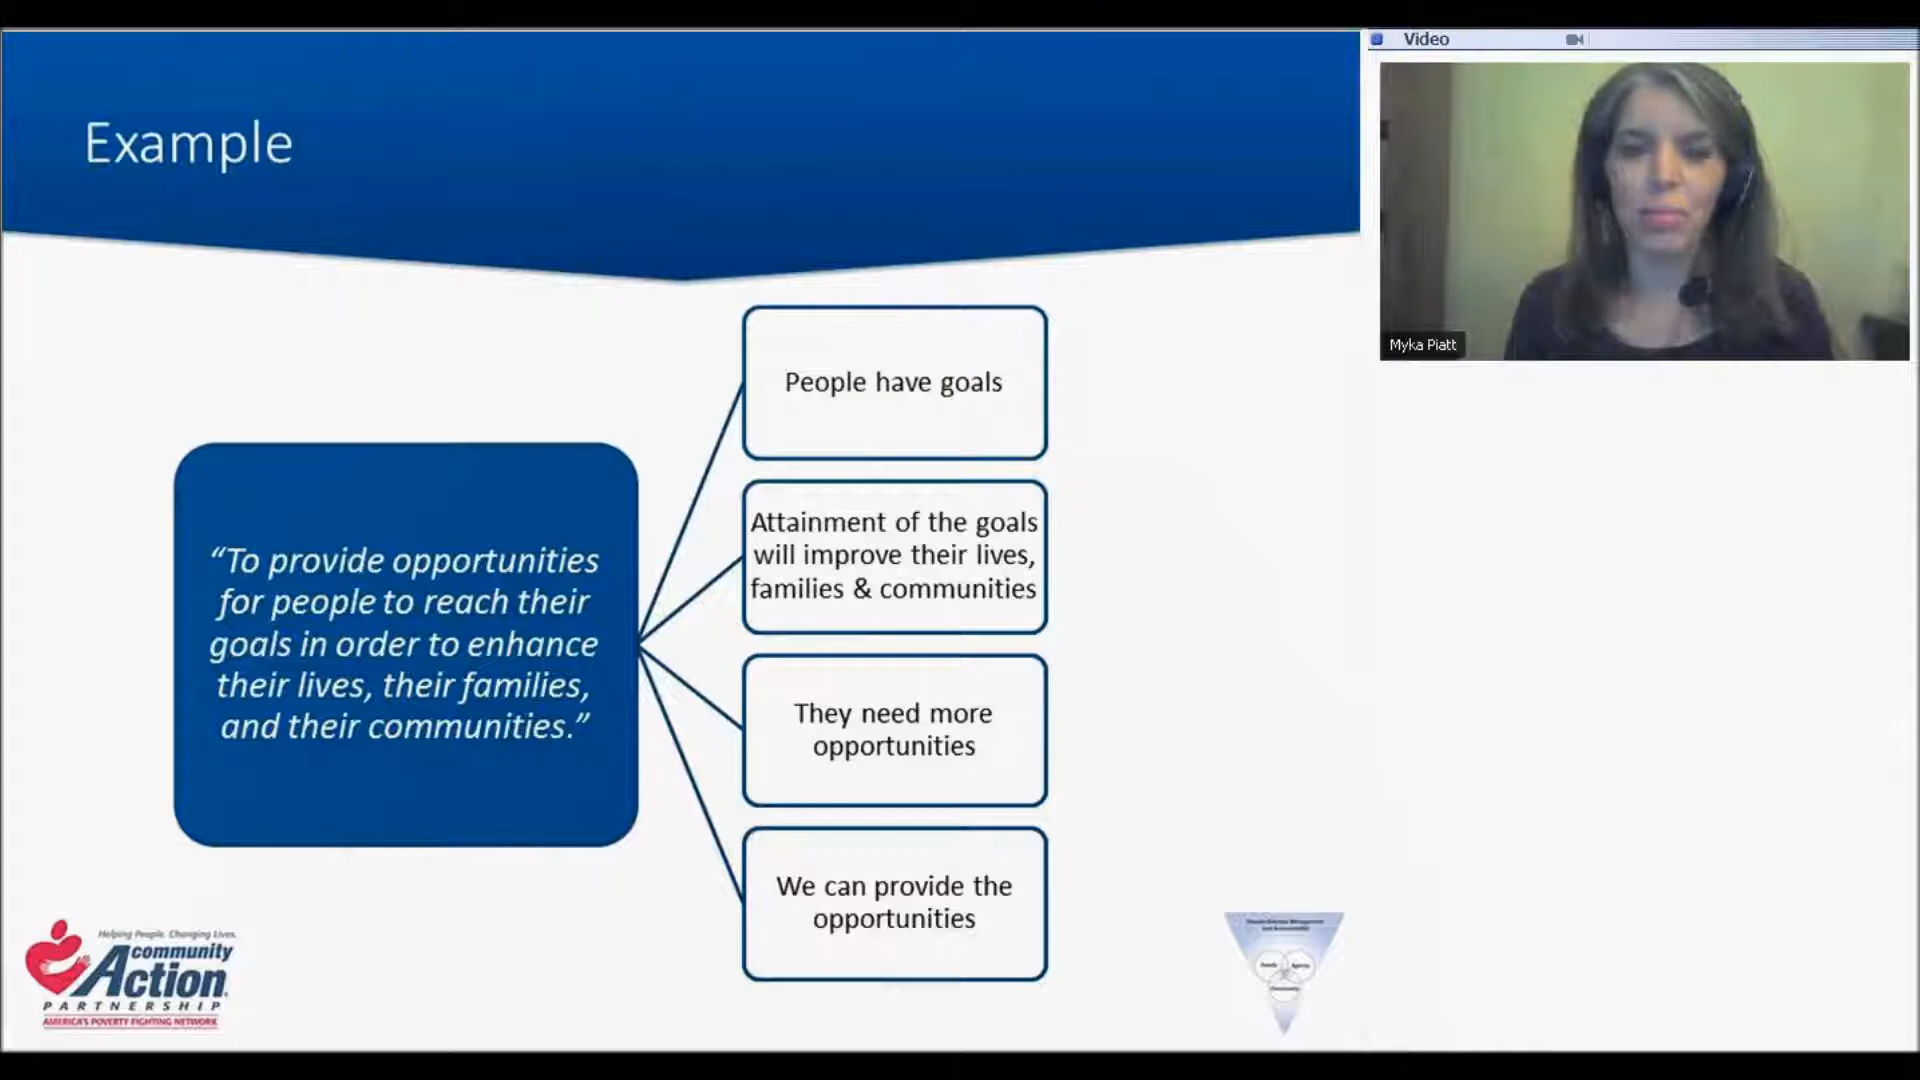 Example
Video
Myka Piatt
“To provide opportunities
for people to reach their
goals in order to enhance
their lives, their families,
and their communities.”
People have goals
Attainment of the goals
will improve their lives,
families & communities
They need more
opportunities
We can provide the
opportunities
Helping People. Changing Lives.
community
Action
PARTNERSHIP
AMERICA'S POVERTY FIGHTING NETWORK
Family
Agency
Community